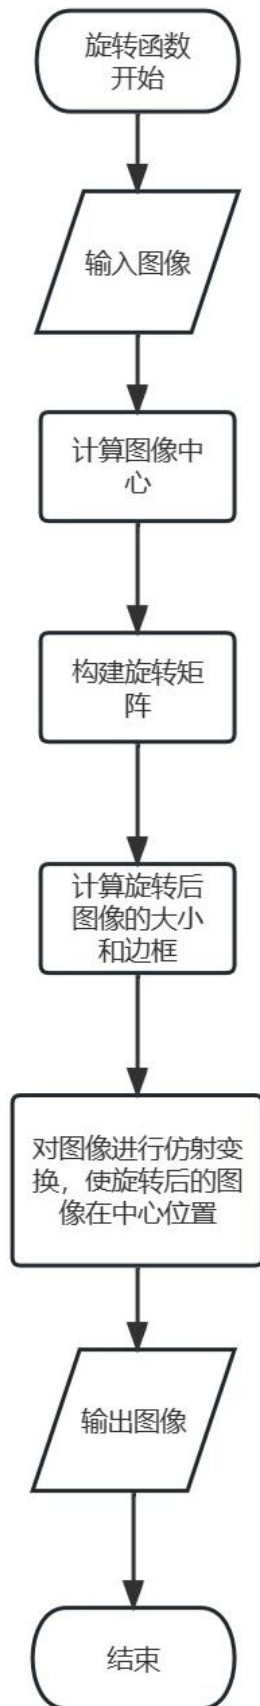 旋转函数
开始
输入图像
计算图像中
心
构建旋转矩
阵
计算旋转后
图像的大小
和边框
对图像进行仿射变
换，使旋转后的图
像在中心位置
输出图像
结束